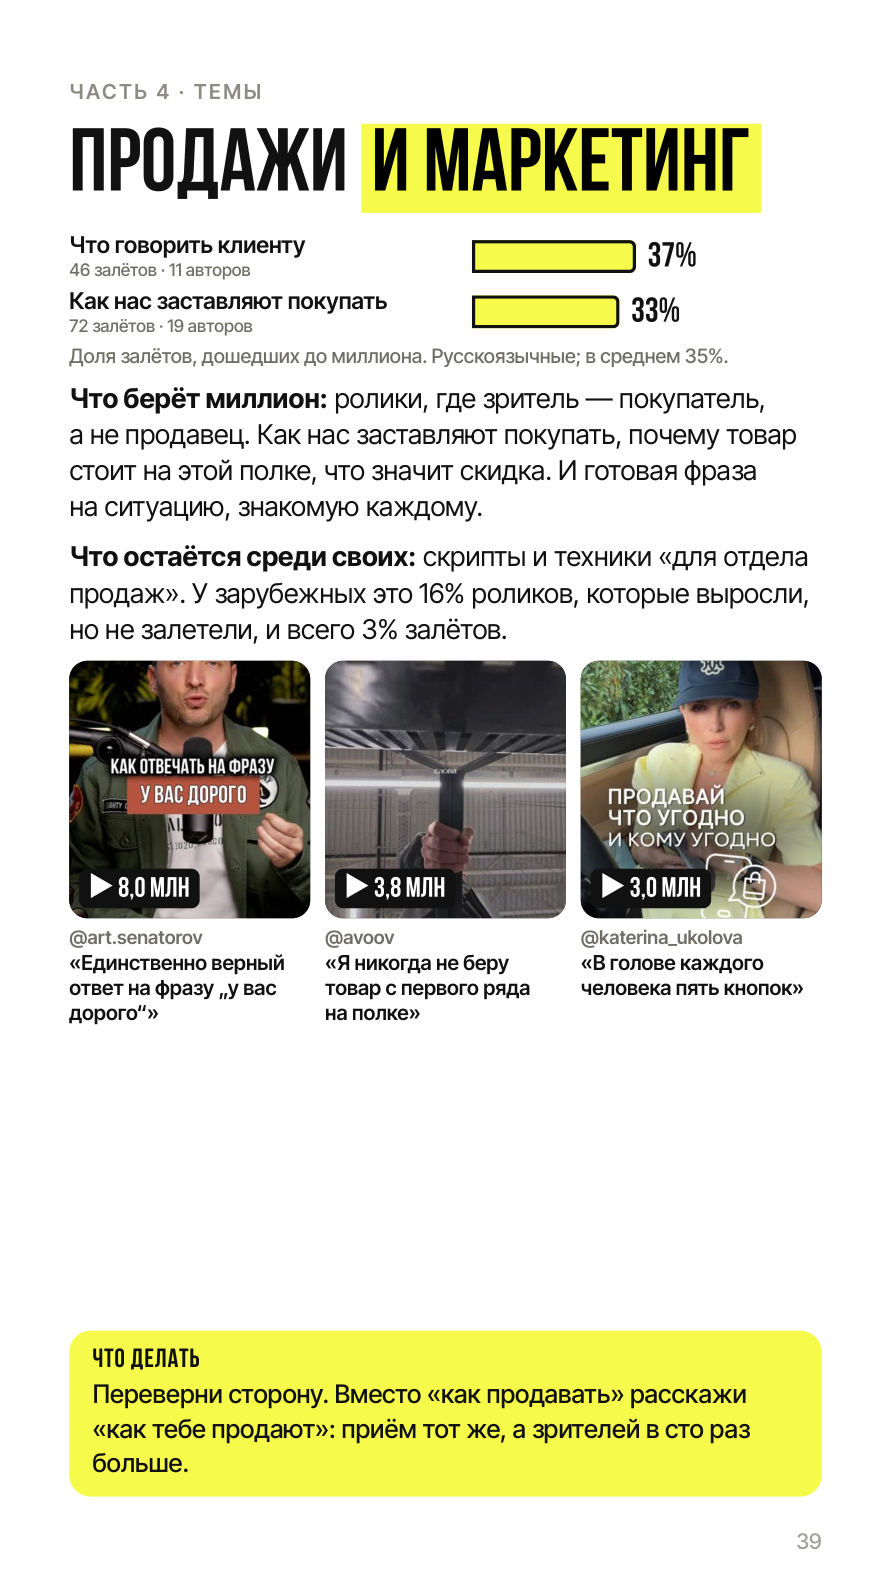 ЧАСТЬ 4 · ТЕМЫ
ПРОДАЖИ И МАРКЕТИНГ
Что говорить клиенту
46 залётов · 11 авторов
37%
Как нас заставляют покупать
72 залётов · 19 авторов
33%
Доля залётов, дошедших до миллиона. Русскоязычные; в среднем 35%.
Что берёт миллион: ролики, где зритель — покупатель,
а не продавец. Как нас заставляют покупать, почему товар
стоит на этой полке, что значит скидка. И готовая фраза
на ситуацию, знакомую каждому.
Что остаётся среди своих: скрипты и техники «для отдела
продаж». У зарубежных это 16% роликов, которые выросли,
но не залетели, и всего 3% залётов.
КАК ОТВЕЧАТЬ НА ФРАЗУ
У ВАС ДОРОГО
8,0 МЛН
@art.senatorov
«Единственно верный
ответ на фразу „у вас
дорого“»
слова
3,8 МЛН
@avoov
«Я никогда не беру
товар с первого ряда
на полке»
ПРОДАВАЙ
ЧТО УГОДНО
И КОМУ УГОДНО
3,0 МЛН
@katerina_ukolova
«В голове каждого
человека пять кнопок»
ЧТО ДЕЛАТЬ
Переверни сторону. Вместо «как продавать» расскажи
«как тебе продают»: приём тот же, а зрителей в сто раз
больше.
39